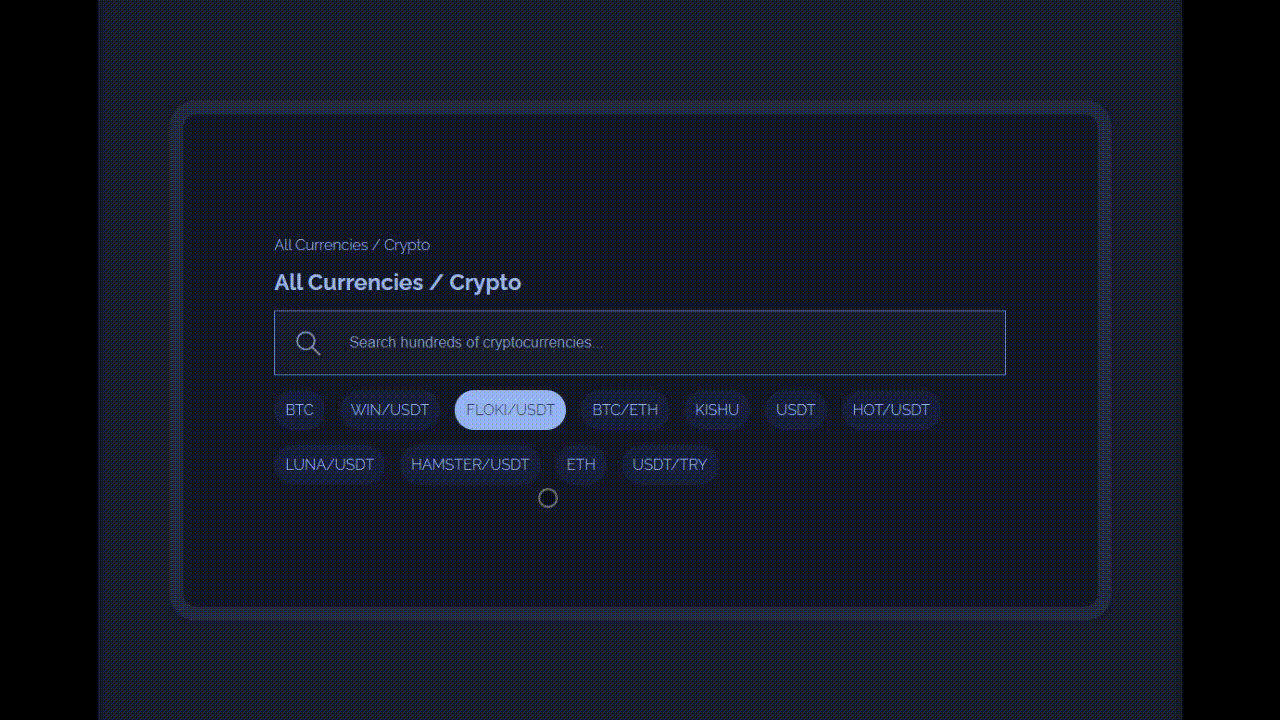 All Currencies / Crypto
All Currencies / Crypto
Search hundreds of cryptocurrencies...
BTC WIN/USDT FLOKI/USDT BTC/ETH KISHU USDT HOT/USDT
LUNA/USDT HAMSTER/USDT ETH USDT/TRY